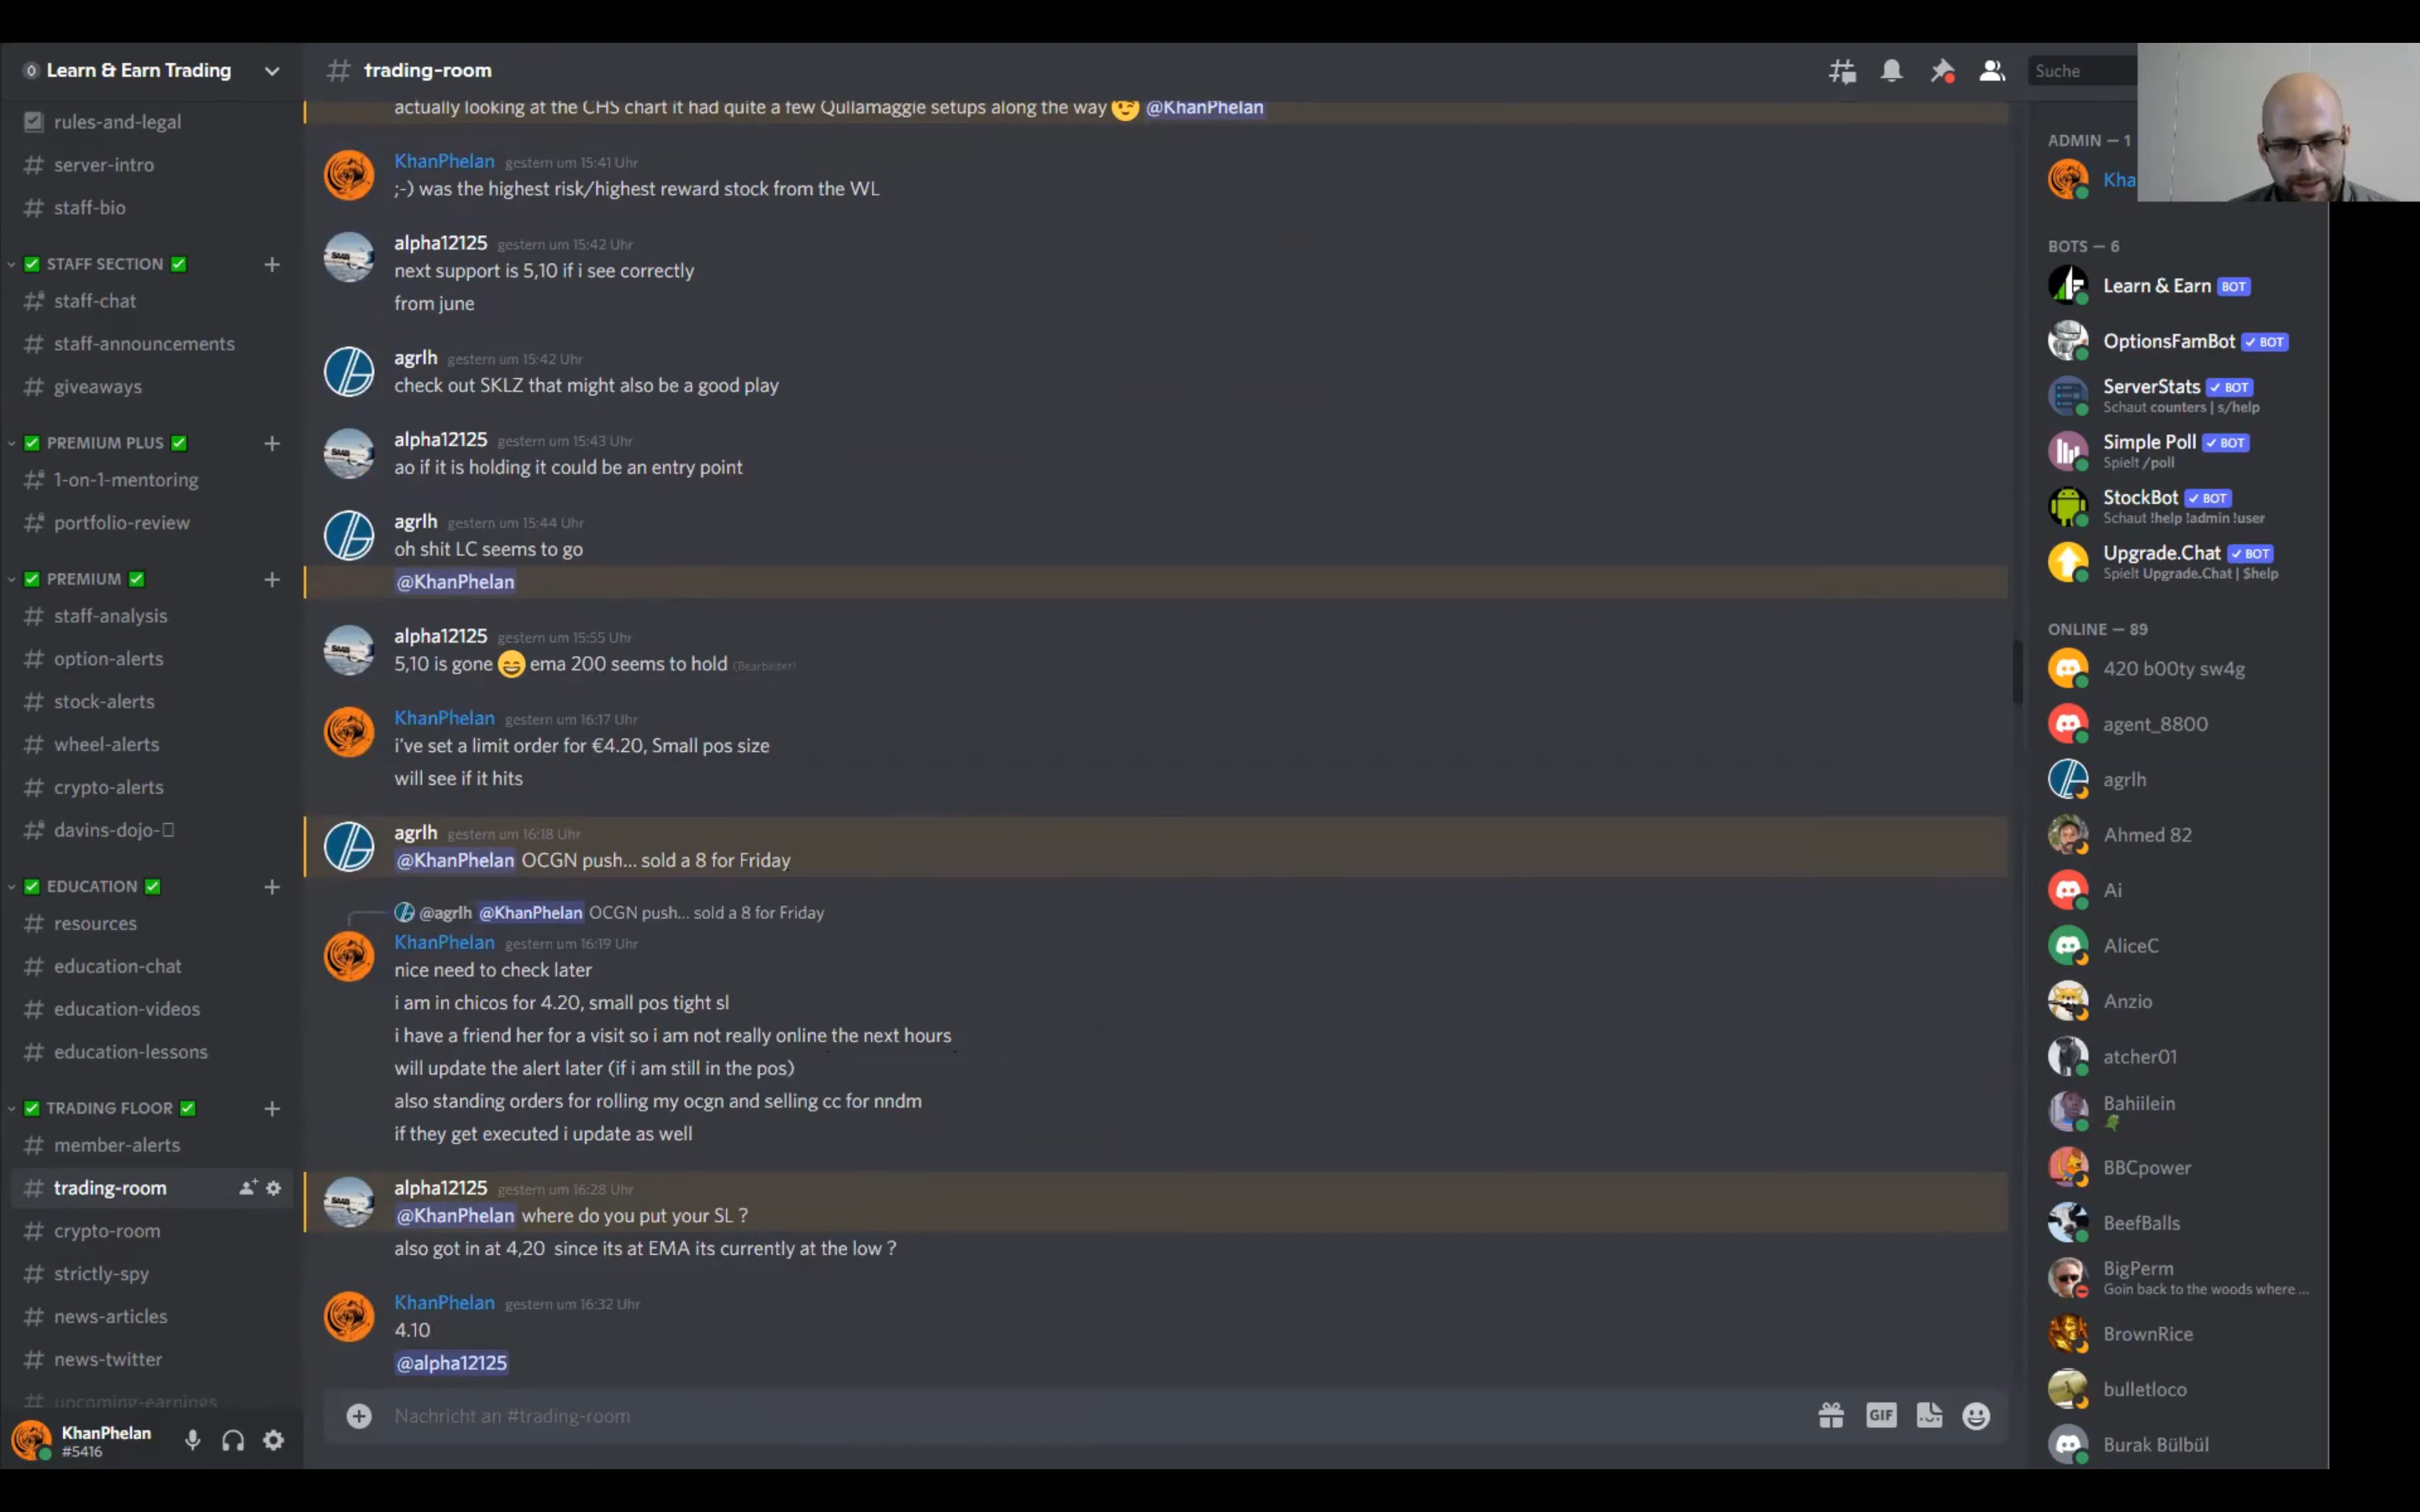 Learn & Earn Trading
rules-and-legal
server-intro
staff-bio
STAFF SECTION
staff-chat
staff-announcements
giveaways
PREMIUM PLUS
1-on-1-mentoring
portfolio-review
PREMIUM
staff-analysis
option-alerts
stock-alerts
wheel-alerts
crypto-alerts
davins-dojo-
EDUCATION
resources
education-chat
education-videos
education-lessons
TRADING FLOOR
member-alerts
trading-room
crypto-room
strictly-spy
news-articles
news-twitter
upcoming-earnings
KhanPhelan
#5416
trading-room
Suche
actually looking at the CHS chart it had quite a few Qullamaggie setups along the way 😉 @KhanPhelan
KhanPhelan gestern um 15:41 Uhr
;-) was the highest risk/highest reward stock from the WL
alpha12125 gestern um 15:42 Uhr
next support is 5,10 if i see correctly
from june
agrlh gestern um 15:42 Uhr
check out SKLZ that might also be a good play
alpha12125 gestern um 15:43 Uhr
ao if it is holding it could be an entry point
agrlh gestern um 15:44 Uhr
oh shit LC seems to go
@KhanPhelan
alpha12125 gestern um 15:55 Uhr
5,10 is gone 😄 ema 200 seems to hold (Bearbeitet)
KhanPhelan gestern um 16:17 Uhr
i've set a limit order for €4.20, Small pos size
will see if it hits
agrlh gestern um 16:18 Uhr
@KhanPhelan OCGN push... sold a 8 for Friday
@agrlh @KhanPhelan OCGN push... sold a 8 for Friday
KhanPhelan gestern um 16:19 Uhr
nice need to check later
i am in chicos for 4.20, small pos tight sl
i have a friend her for a visit so i am not really online the next hours
will update the alert later (if i am still in the pos)
also standing orders for rolling my ocgn and selling cc for nndm
if they get executed i update as well
alpha12125 gestern um 16:28 Uhr
@KhanPhelan where do you put your SL ?
also got in at 4,20 since its at EMA its currently at the low ?
KhanPhelan gestern um 16:32 Uhr
4.10
@alpha12125
Nachricht an #trading-room
GIF
ADMIN — 1
Kha
BOTS — 6
Learn & Earn BOT
OptionsFamBot ✓ BOT
ServerStats ✓ BOT
Schaut counters | s/help
Simple Poll ✓ BOT
Spielt /poll
StockBot ✓ BOT
Schaut !help !admin !user
Upgrade.Chat ✓ BOT
Spielt Upgrade.Chat | $help
ONLINE — 89
420 b00ty sw4g
agent_8800
agrlh
Ahmed 82
Ai
AliceC
Anzio
atcher01
Bahiilein
BBCpower
BeefBalls
BigPerm
Goin back to the woods where ...
BrownRice
bulletloco
Burak Bülbül